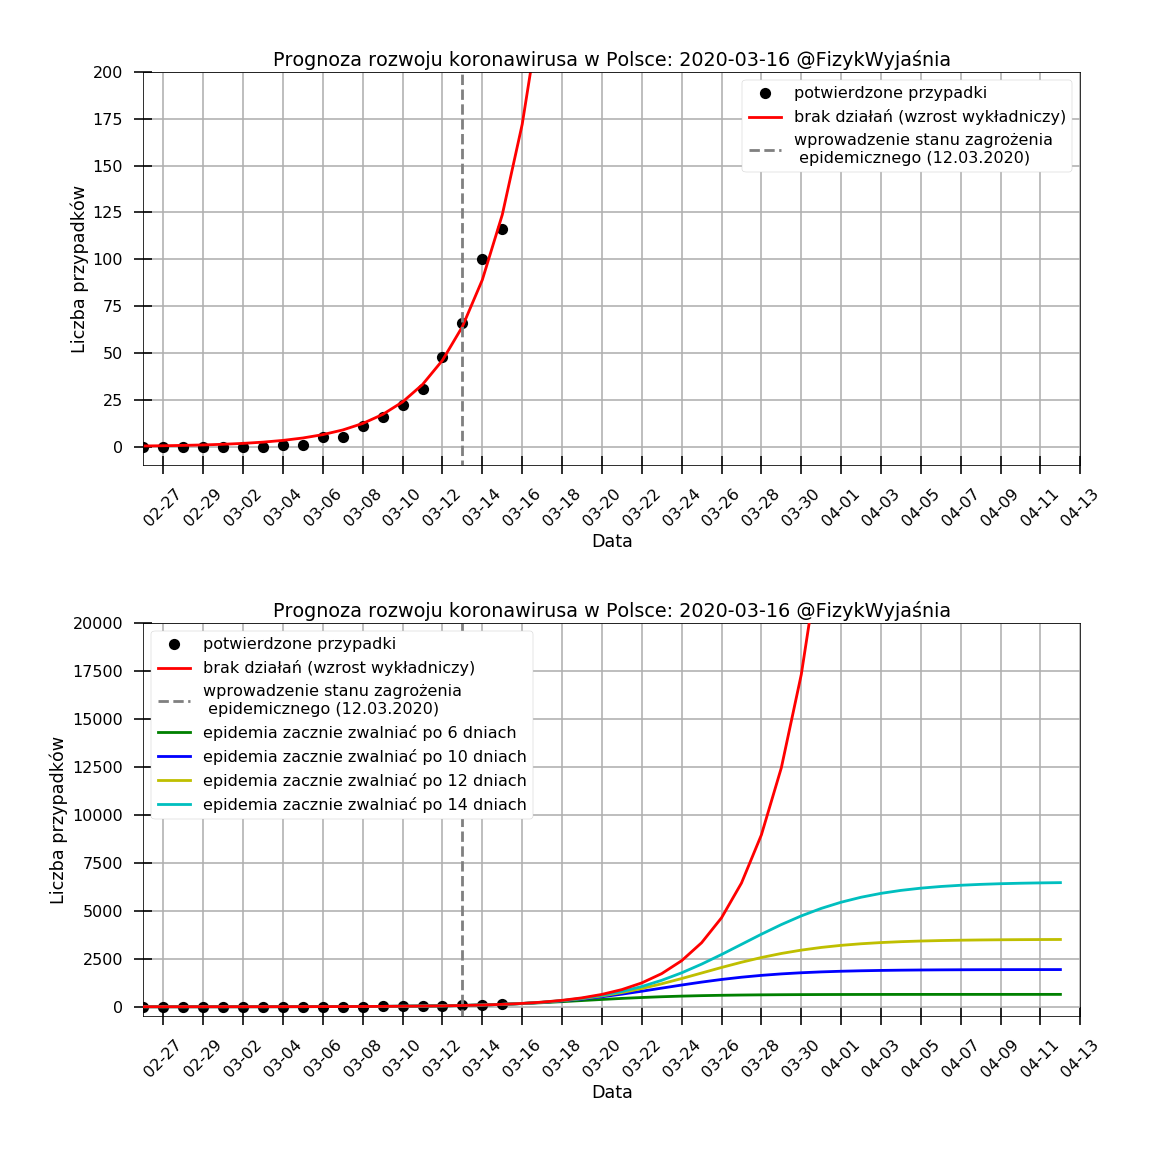 Prognoza rozwoju koronawirusa w Polsce: 2020-03-16 @FizykWyjaśnia
200
175
150
125
100
75
50
25
0
Liczba przypadków
potwierdzone przypadki
brak działań (wzrost wykładniczy)
wprowadzenie stanu zagrożenia
epidemicznego (12.03.2020)
02-27 02-29 03-02 03-04 03-06 03-08 03-10 03-12 03-14 03-16 03-18 03-20 03-22 03-24 03-26 03-28 03-30 04-01 04-03 04-05 04-07 04-09 04-11 04-13
Data
Prognoza rozwoju koronawirusa w Polsce: 2020-03-16 @FizykWyjaśnia
20000
17500
15000
12500
10000
7500
5000
2500
0
Liczba przypadków
potwierdzone przypadki
brak działań (wzrost wykładniczy)
wprowadzenie stanu zagrożenia
epidemicznego (12.03.2020)
epidemia zacznie zwalniać po 6 dniach
epidemia zacznie zwalniać po 10 dniach
epidemia zacznie zwalniać po 12 dniach
epidemia zacznie zwalniać po 14 dniach
02-27 02-29 03-02 03-04 03-06 03-08 03-10 03-12 03-14 03-16 03-18 03-20 03-22 03-24 03-26 03-28 03-30 04-01 04-03 04-05 04-07 04-09 04-11 04-13
Data